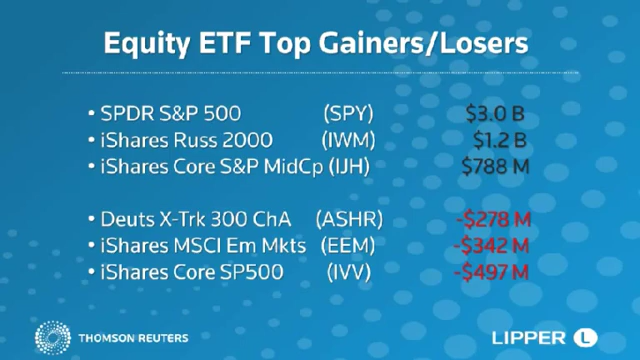 Equity ETF Top Gainers/Losers
• SPDR S&P 500 (SPY) $3.0 B
• iShares Russ 2000 (IWM) $1.2 B
• iShares Core S&P MidCp (IJH) $788 M
• Deuts X-Trk 300 ChA (ASHR) -$278 M
• iShares MSCI Em Mkts (EEM) -$342 M
• iShares Core SP500 (IVV) -$497 M
THOMSON REUTERS LIPPER L